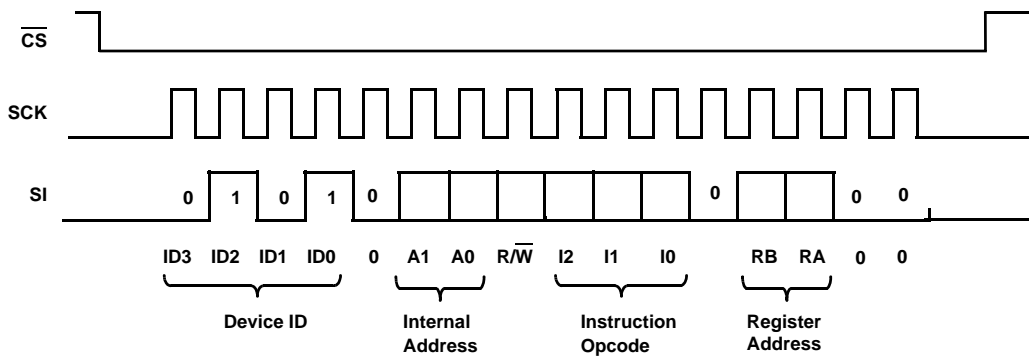 C̅S̅
SCK
SI 0 1 0 1 0 0 0 0
ID3 ID2 ID1 ID0 0 A1 A0 R/W̅ I2 I1 I0 RB RA 0 0
Device ID Internal Address Instruction Opcode Register Address